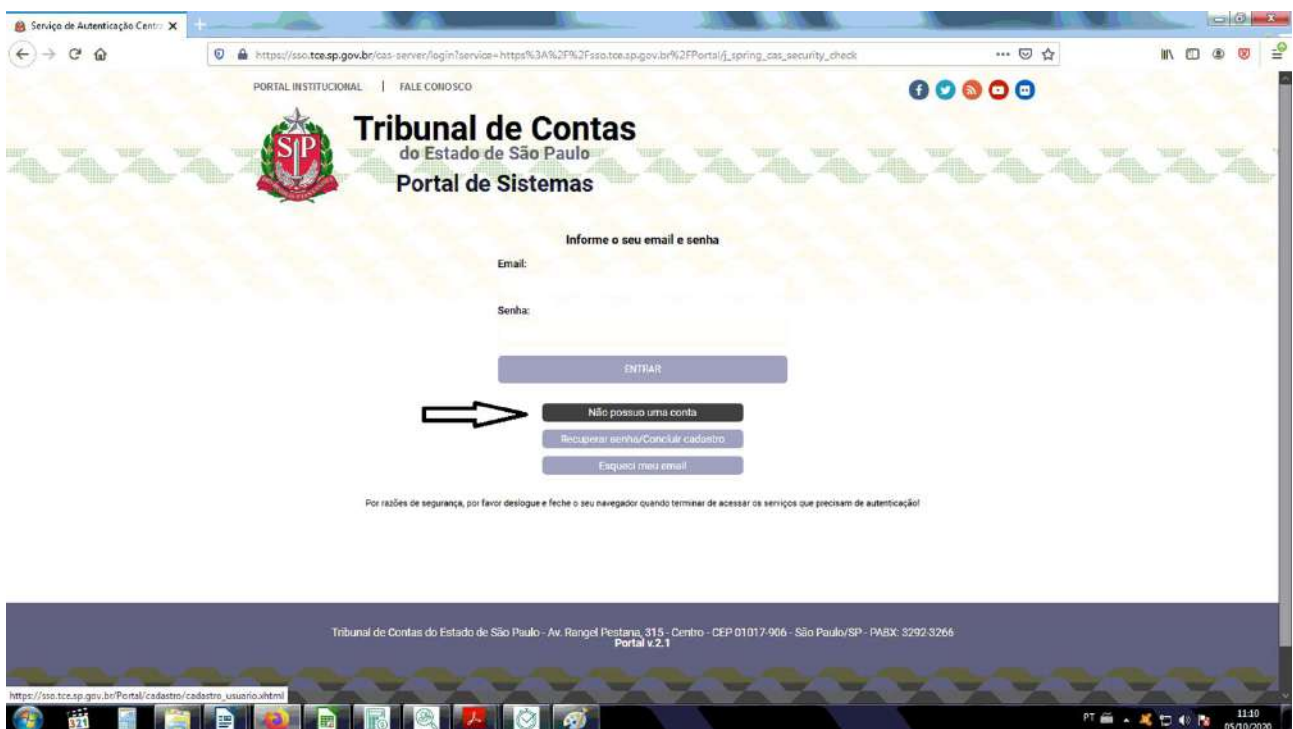 Serviço de Autenticação Centr
https://sso.tce.sp.gov.br/cas-server/login?service=https%3A%2F%2Fsso.tce.sp.gov.br%2FPortal/j_spring_cas_security_check
PORTAL INSTITUCIONAL | FALE CONOSCO
SP
Tribunal de Contas
do Estado de São Paulo
Portal de Sistemas
Informe o seu email e senha
Email:
Senha:
ENTRAR
Não possuo uma conta
Recuperar senha/Concluir cadastro
Esqueci meu email
Por razões de segurança, por favor deslogue e feche o seu navegador quando terminar de acessar os serviços que precisam de autenticação!
Tribunal de Contas do Estado de São Paulo - Av. Rangel Pestana, 315 - Centro - CEP 01017-906 - São Paulo/SP - PABX: 3292-3266
Portal v.2.1
https://sso.tce.sp.gov.br/Portal/cadastro/cadastro_usuario.xhtml
321
PT
11:10
05/10/2020